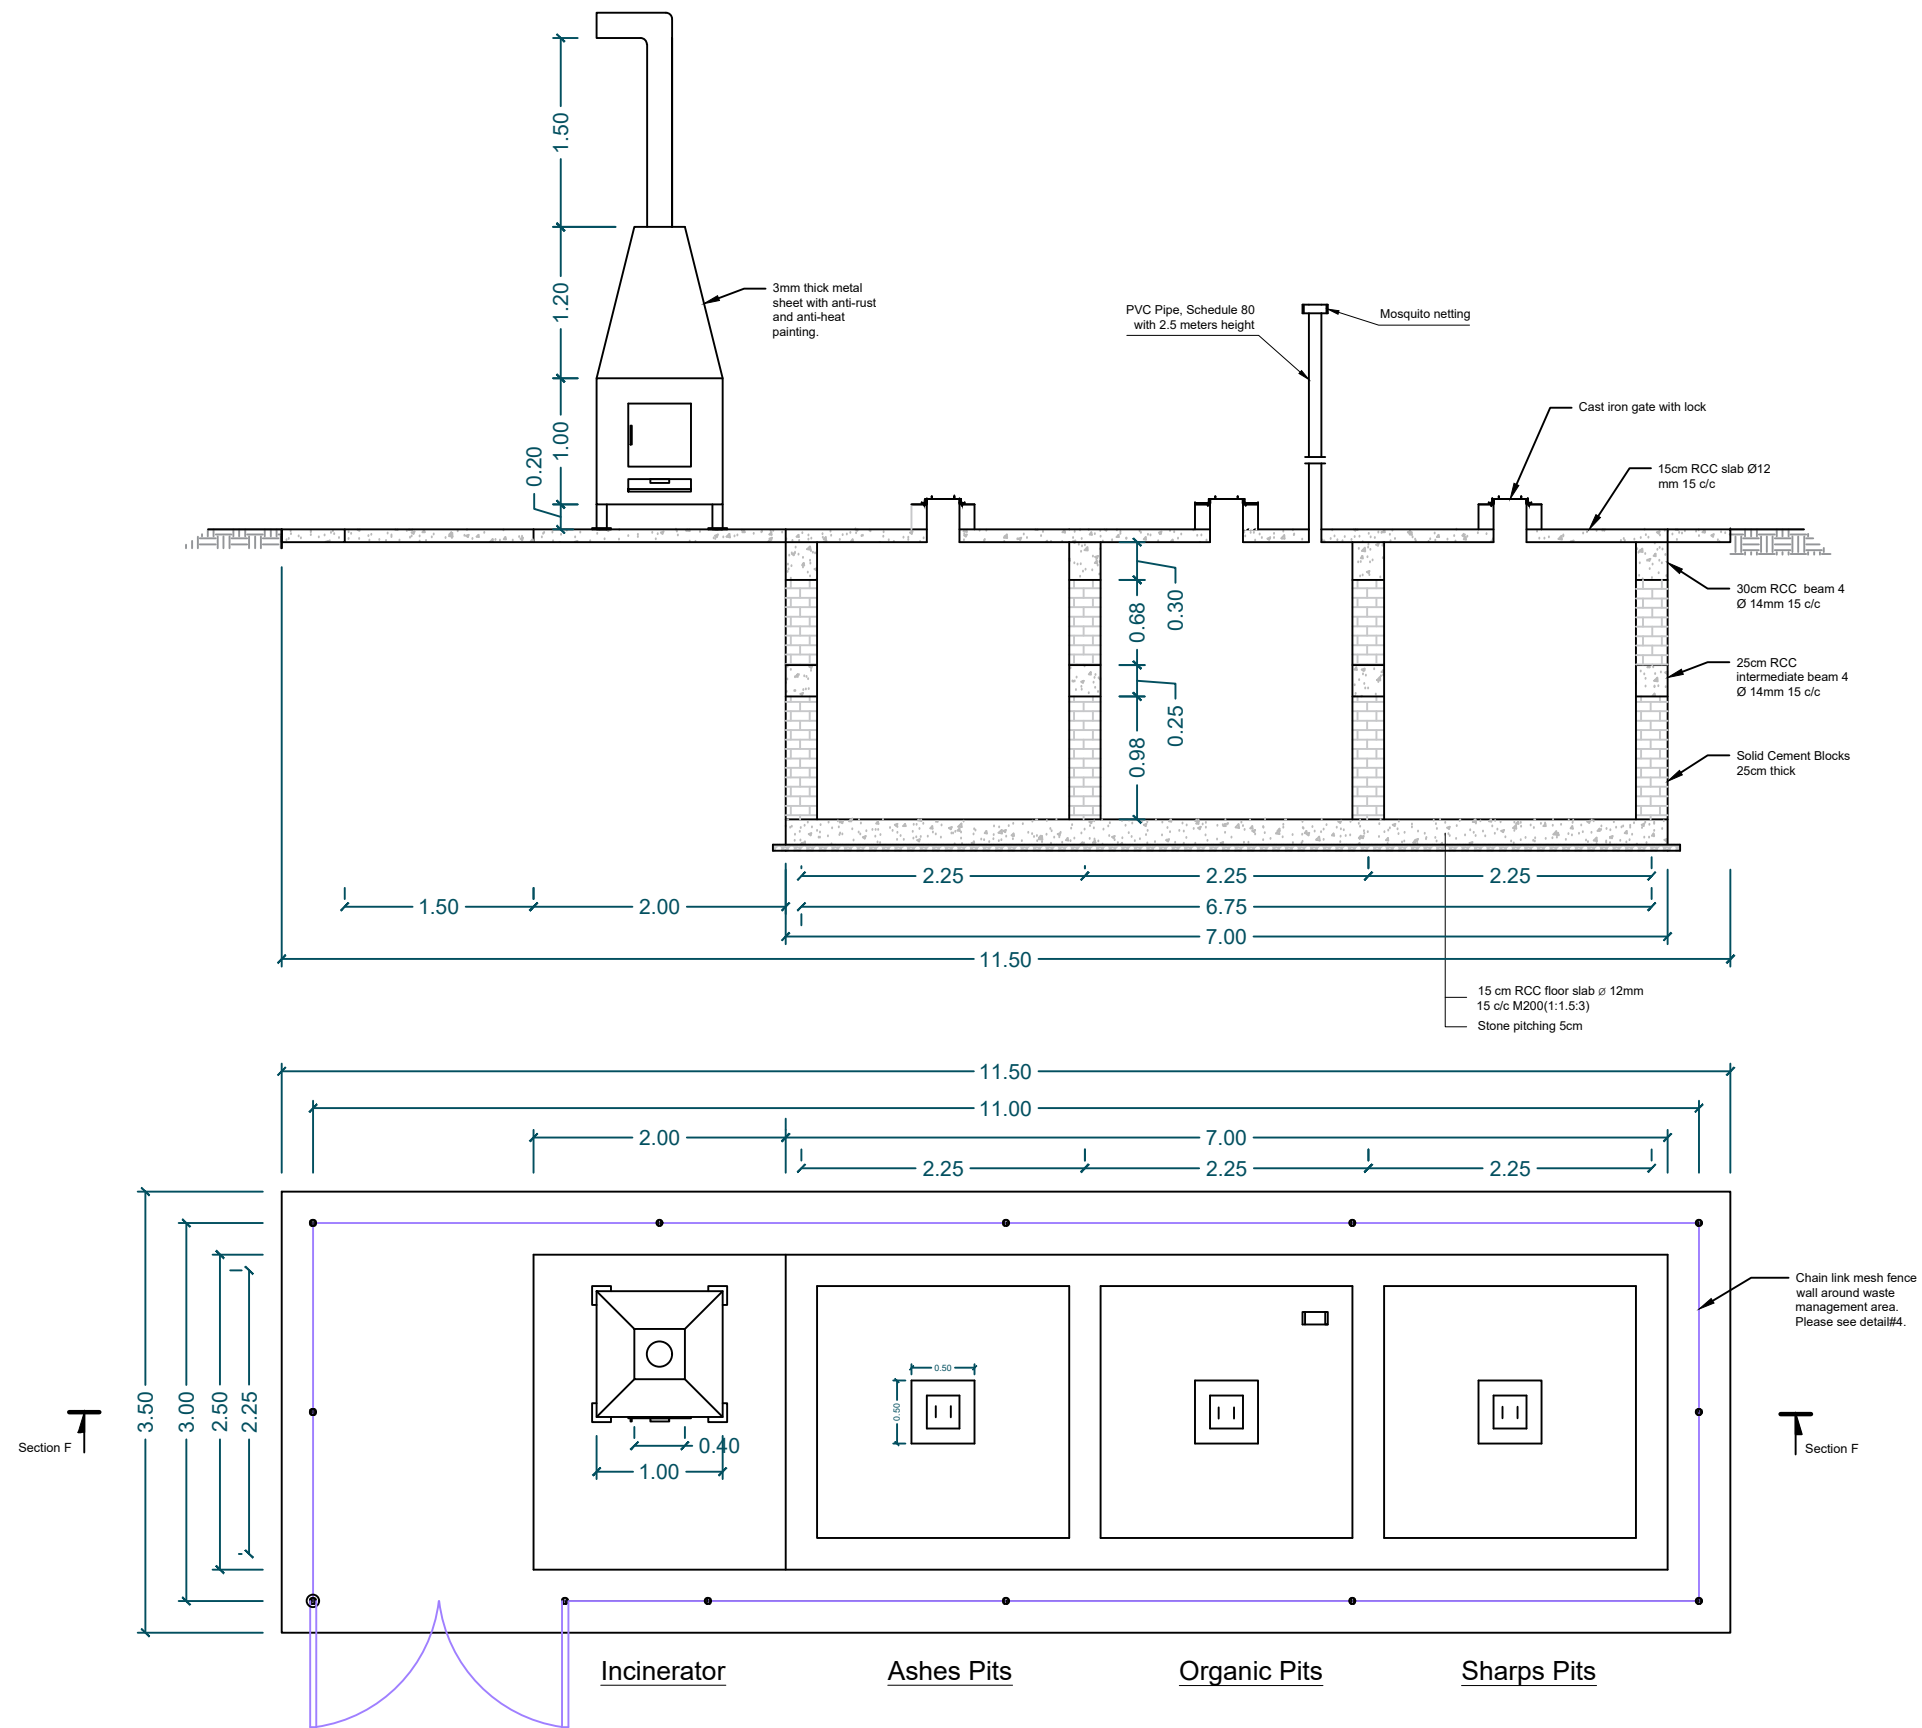 1.50
1.20
1.00
0.20
3mm thick metal
sheet with anti-rust
and anti-heat
painting.
PVC Pipe, Schedule 80
with 2.5 meters height
Mosquito netting
Cast iron gate with lock
15cm RCC slab Ø12
mm 15 c/c
0.30
0.68
0.25
0.98
30cm RCC beam 4
Ø 14mm 15 c/c
25cm RCC
intermediate beam 4
Ø 14mm 15 c/c
Solid Cement Blocks
25cm thick
2.25
2.25
2.25
1.50
2.00
6.75
7.00
11.50
15 cm RCC floor slab ⌀ 12mm
15 c/c M200(1:1.5:3)
Stone pitching 5cm
11.50
11.00
2.00
7.00
2.25
2.25
2.25
3.50
3.00
2.50
2.25
0.50
0.50
0.40
1.00
Chain link mesh fence
wall around waste
management area.
Please see detail#4.
Section F
Section F
Incinerator
Ashes Pits
Organic Pits
Sharps Pits